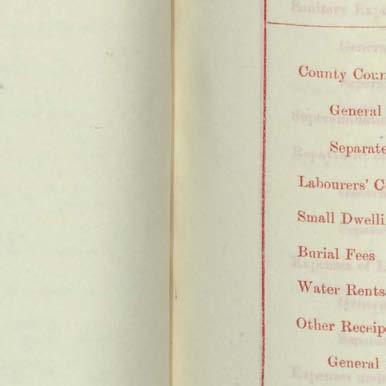 County Coun
General
Separate
Labourers' C
Small Dwelli
Burial Fees
Water Rents
Other Receip
General